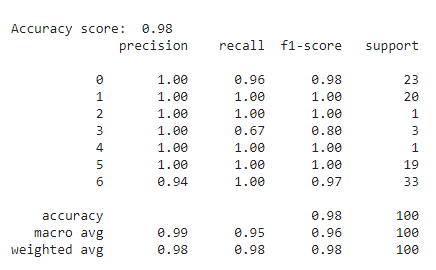 Accuracy score:  0.98
              precision    recall  f1-score   support

           0       1.00      0.96      0.98        23
           1       1.00      1.00      1.00        20
           2       1.00      1.00      1.00         1
           3       1.00      0.67      0.80         3
           4       1.00      1.00      1.00         1
           5       1.00      1.00      1.00        19
           6       0.94      1.00      0.97        33

    accuracy                           0.98       100
   macro avg       0.99      0.95      0.96       100
weighted avg       0.98      0.98      0.98       100